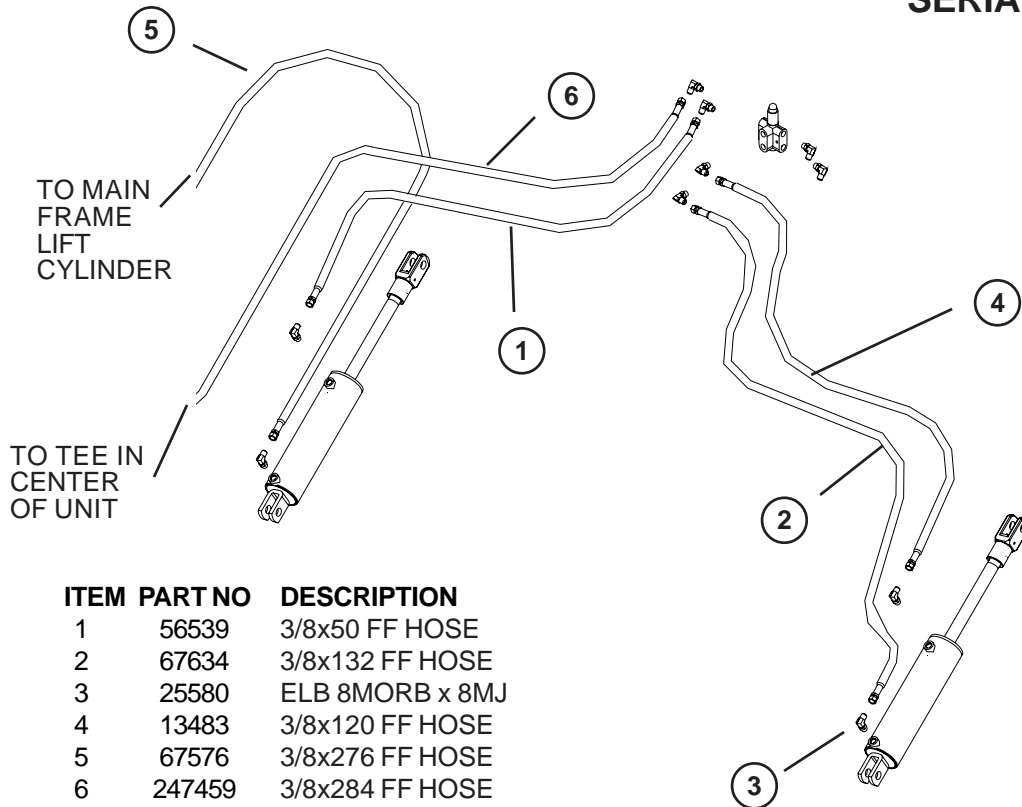 SERIA
5
6
TO MAIN
FRAME
LIFT
CYLINDER
4
1
TO TEE IN
CENTER
OF UNIT
2
ITEM PART NO DESCRIPTION
1 56539 3/8x50 FF HOSE
2 67634 3/8x132 FF HOSE
3 25580 ELB 8MORB x 8MJ
4 13483 3/8x120 FF HOSE
5 67576 3/8x276 FF HOSE
6 247459 3/8x284 FF HOSE
3